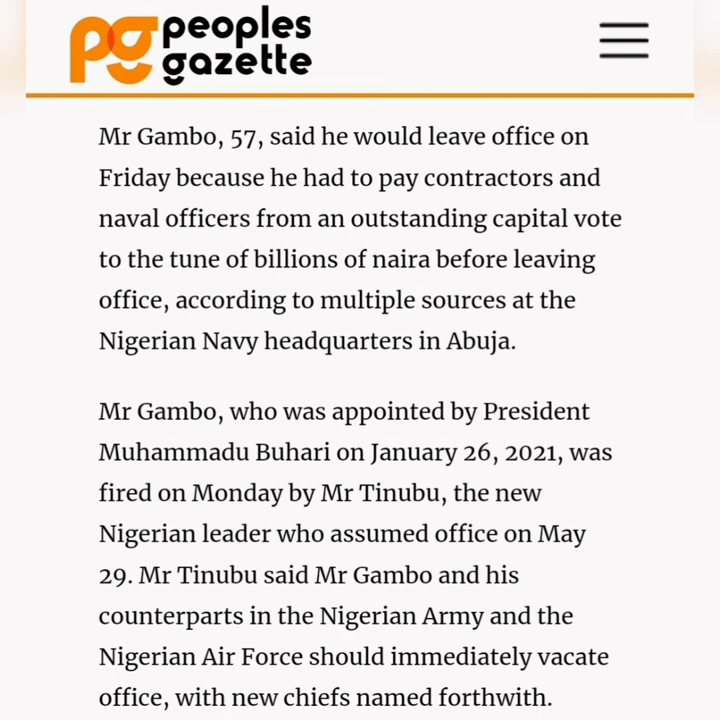 peoples
gazette
Mr Gambo, 57, said he would leave office on
Friday because he had to pay contractors and
naval officers from an outstanding capital vote
to the tune of billions of naira before leaving
office, according to multiple sources at the
Nigerian Navy headquarters in Abuja.
Mr Gambo, who was appointed by President
Muhammadu Buhari on January 26, 2021, was
fired on Monday by Mr Tinubu, the new
Nigerian leader who assumed office on May
29. Mr Tinubu said Mr Gambo and his
counterparts in the Nigerian Army and the
Nigerian Air Force should immediately vacate
office, with new chiefs named forthwith.